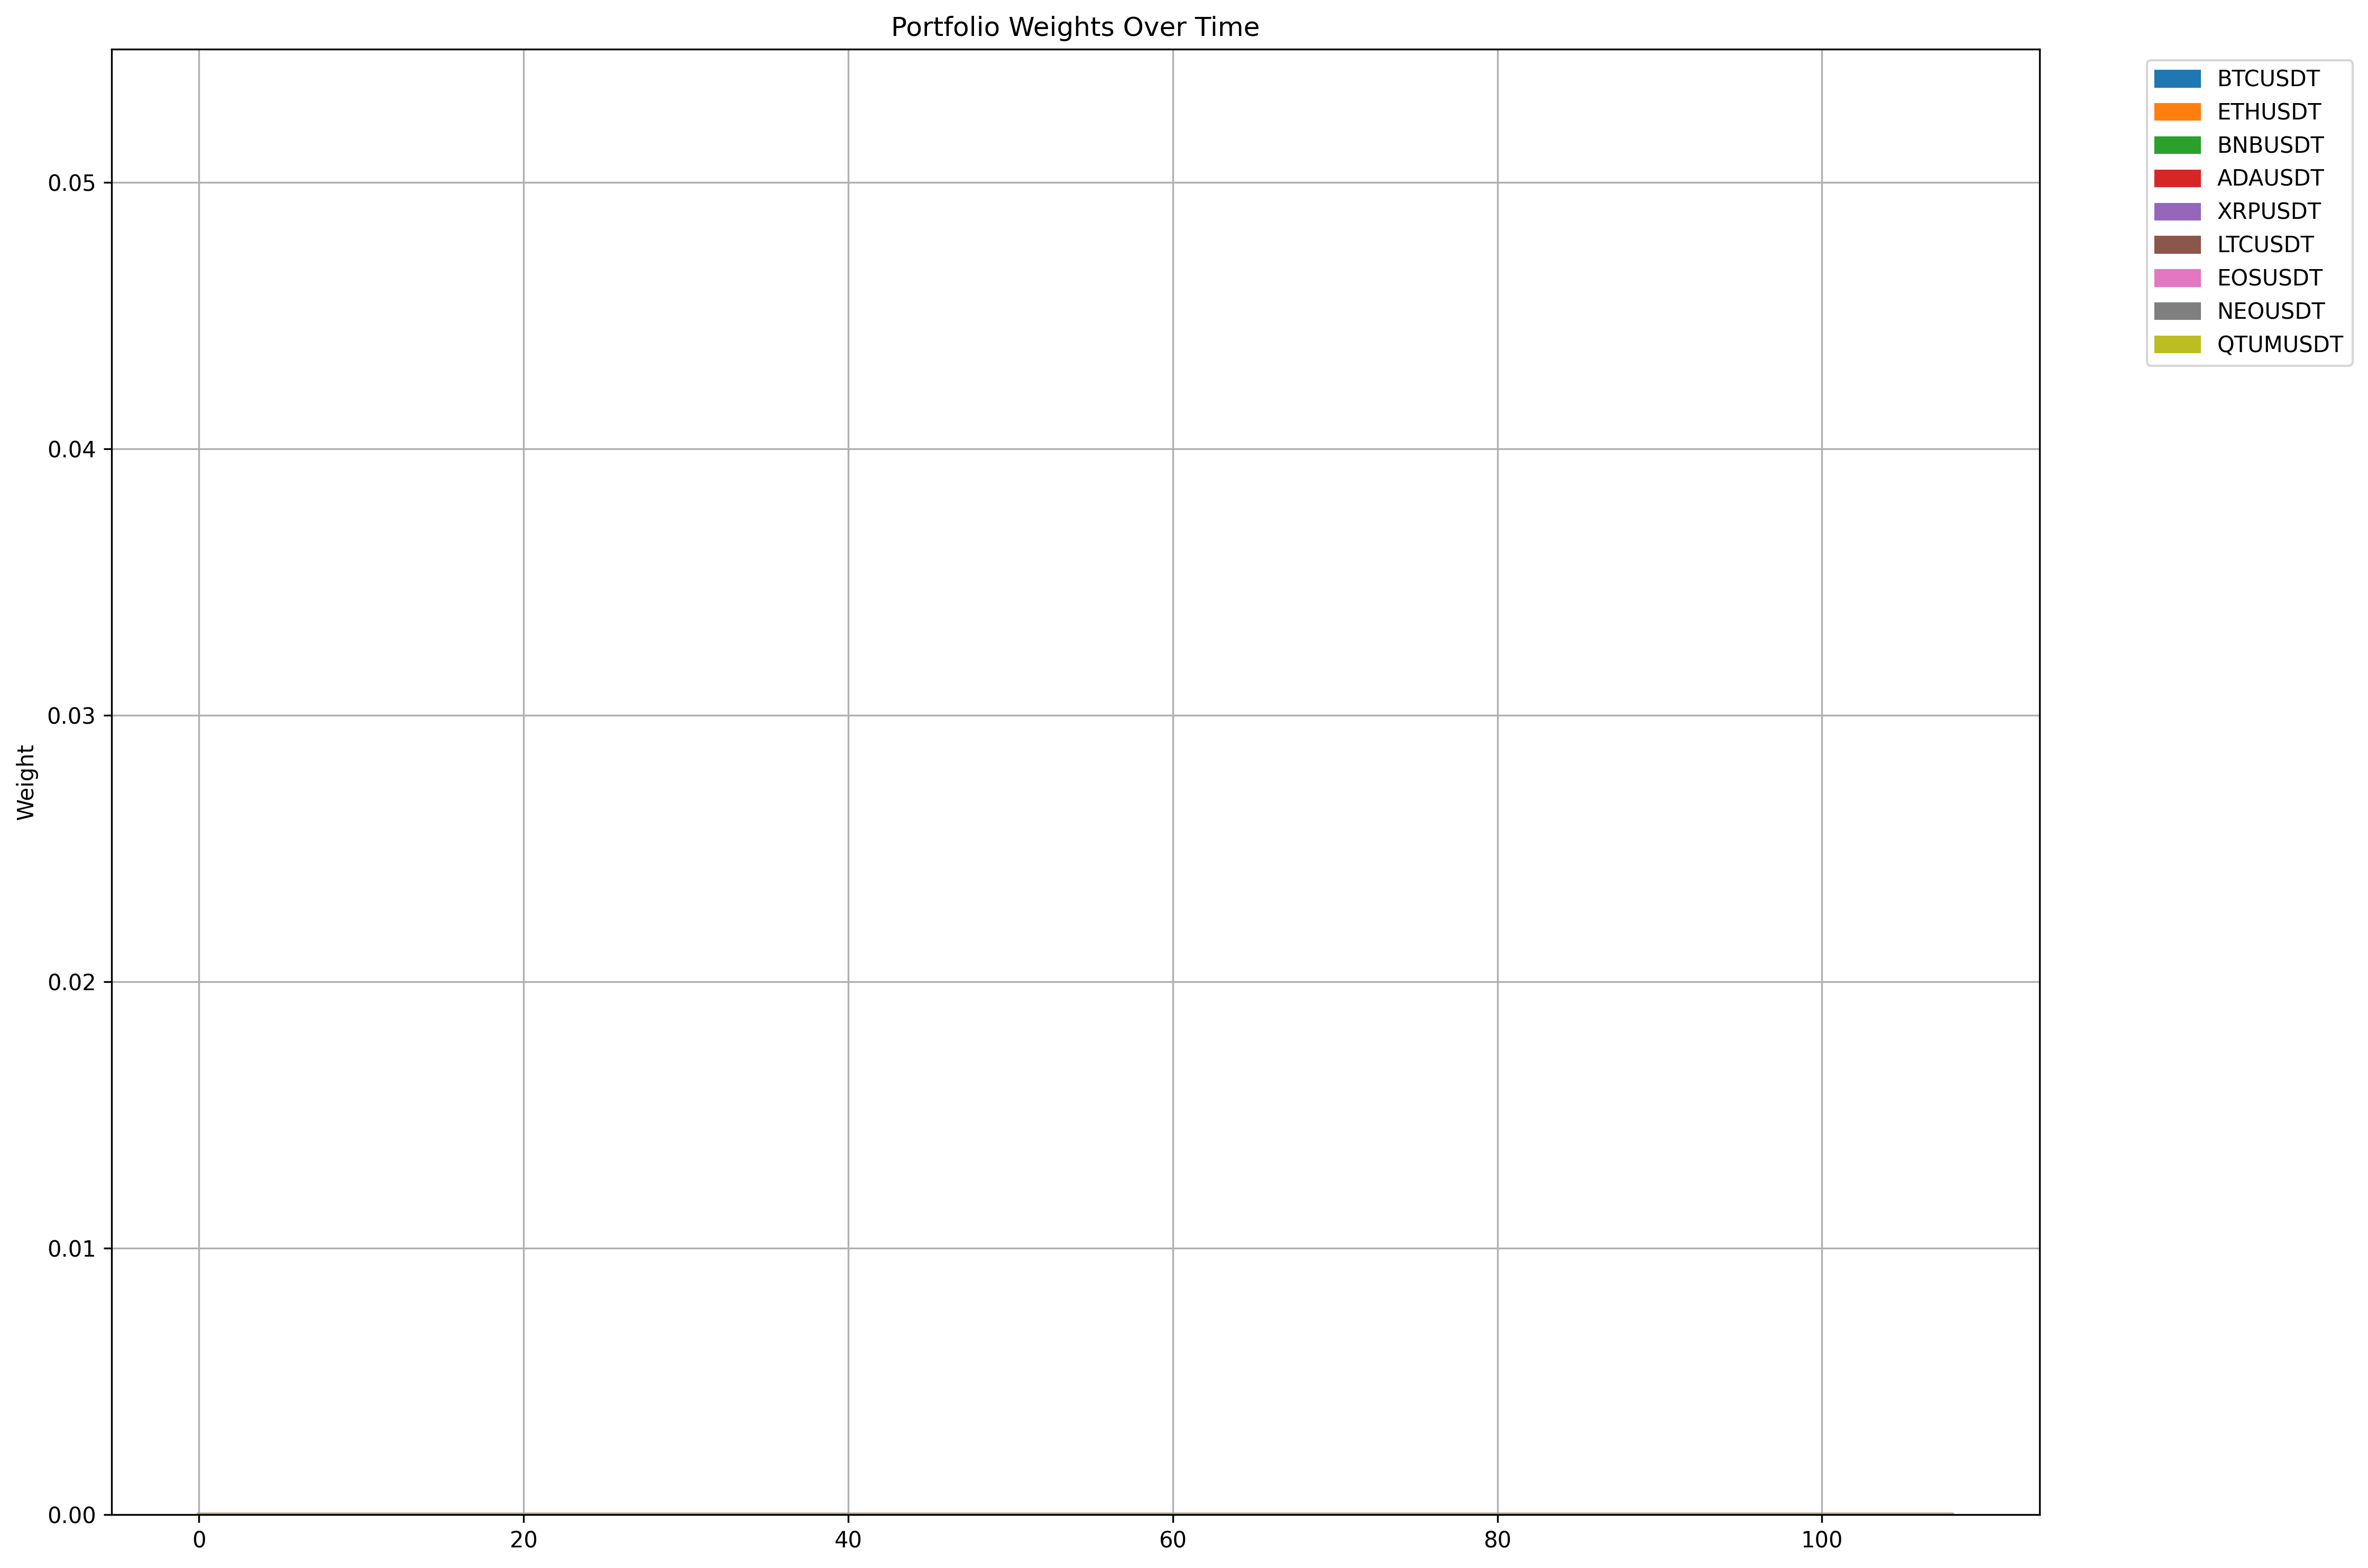 Portfolio Weights Over Time
BTCUSDT
ETHUSDT
BNBUSDT
ADAUSDT
XRPUSDT
LTCUSDT
EOSUSDT
NEOUSDT
QTUMUSDT
Weight
0.05
0.04
0.03
0.02
0.01
0.00
0 20 40 60 80 100